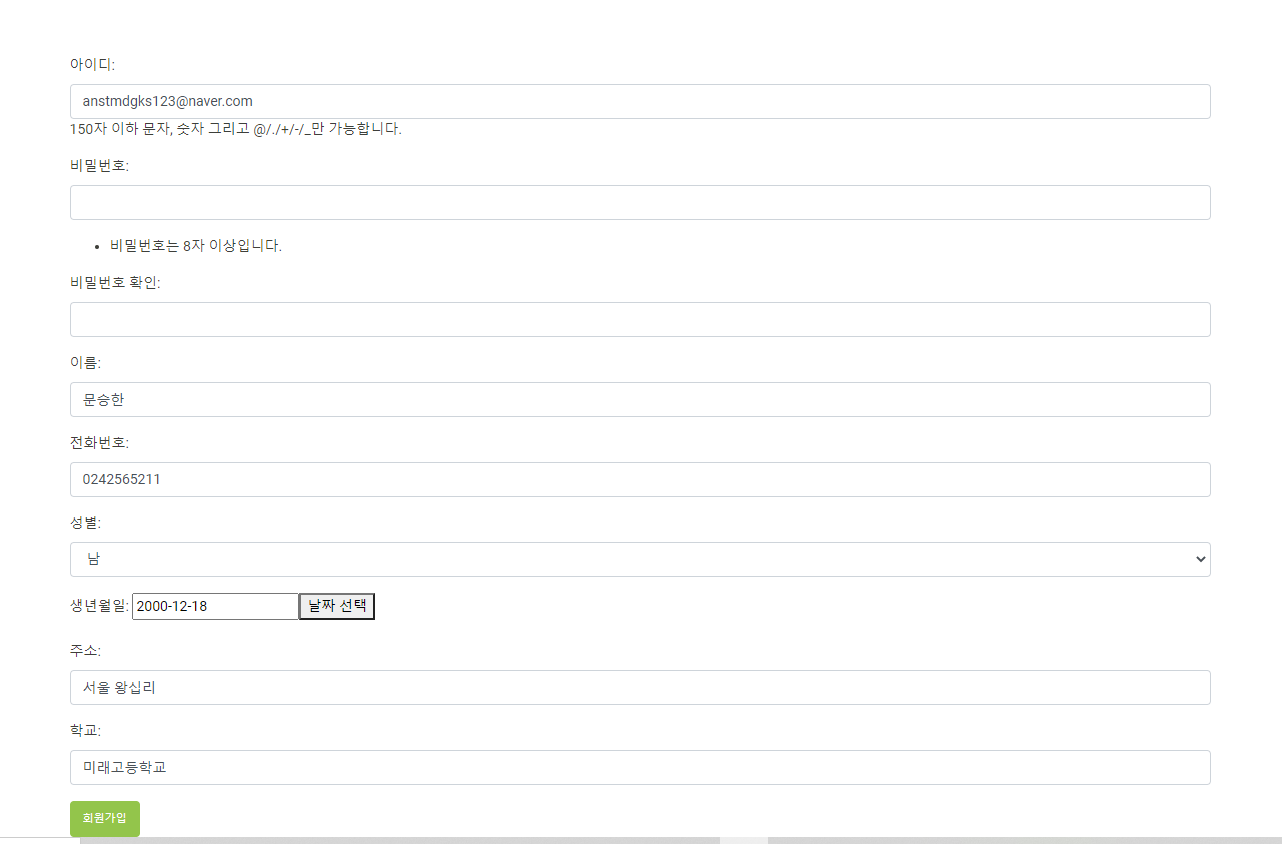 아이디:
anstmdgks123@naver.com
150자 이하 문자, 숫자 그리고 @/./+/-/_만 가능합니다.
비밀번호:
• 비밀번호는 8자 이상입니다.
비밀번호 확인:
이름:
문승한
전화번호:
0242565211
성별:
남
생년월일: 2000-12-18 날짜 선택
주소:
서울 왕십리
학교:
미래고등학교
회원가입